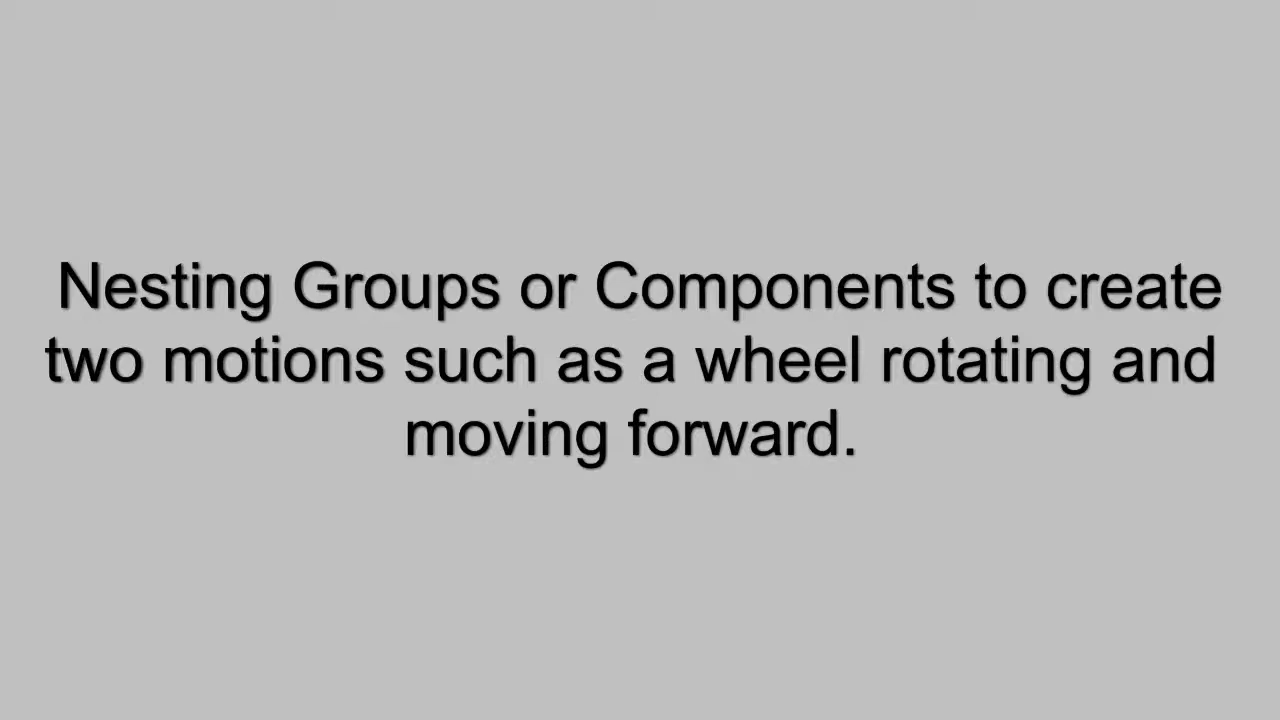 Nesting Groups or Components to create
two motions such as a wheel rotating and
moving forward.